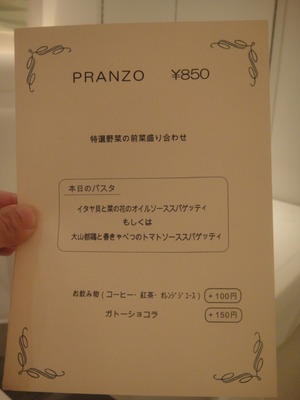 PRANZO ¥850
特選野菜の前菜盛り合わせ
本日のパスタ
イタヤ貝と菜の花のオイルソーススパゲッティ
もしくは
大山都鶏と春きゃべつのトマトソーススパゲッティ
お飲み物(コーヒー・紅茶・オレンジジュース) +100円
ガトーショコラ +150円